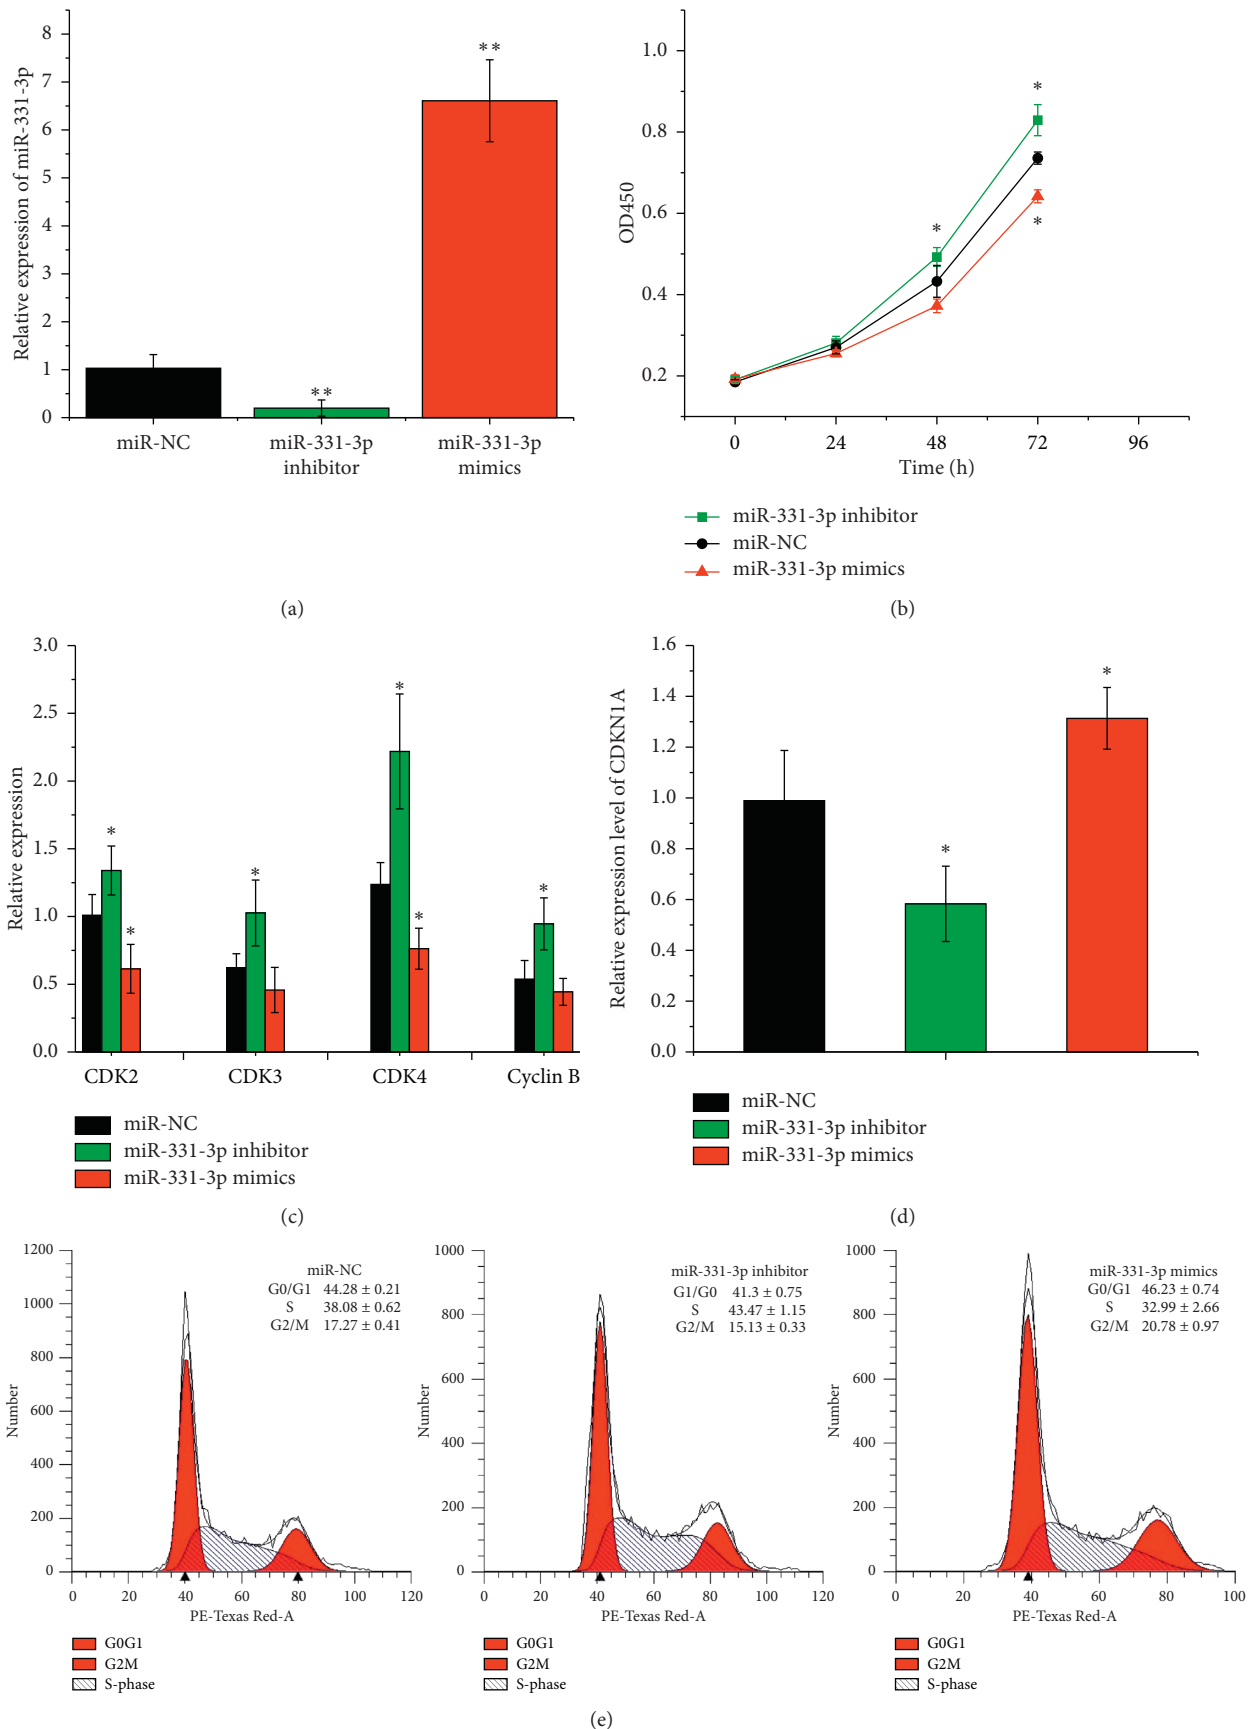 Relative expression of miR-331-3p
8
7
6
5
4
3
2
1
0
**
**
miR-NC
miR-331-3p
inhibitor
miR-331-3p
mimics
(a)
OD450
1.0
0.8
0.6
0.4
0.2
*
*
*
0
24
48
72
96
Time (h)
miR-331-3p inhibitor
miR-NC
miR-331-3p mimics
(b)
Relative expression
3.0
2.5
2.0
1.5
1.0
0.5
0.0
*
*
*
*
*
*
CDK2
CDK3
CDK4
Cyclin B
miR-NC
miR-331-3p inhibitor
miR-331-3p mimics
(c)
Relative expression level of CDKN1A
1.6
1.4
1.2
1.0
0.8
0.6
0.4
0.2
0.0
*
*
miR-NC
miR-331-3p inhibitor
miR-331-3p mimics
(d)
Number
1200
1000
800
600
400
200
0
miR-NC
G0/G1 44.28 ± 0.21
S 38.08 ± 0.62
G2/M 17.27 ± 0.41
0 20 40 60 80 100 120
PE-Texas Red-A
G0G1
G2M
S-phase
Number
1000
800
600
400
200
0
miR-331-3p inhibitor
G1/G0 41.3 ± 0.75
S 43.47 ± 1.15
G2/M 15.13 ± 0.33
0 20 40 60 80 100 120
PE-Texas Red-A
G0G1
G2M
S-phase
Number
1000
800
600
400
200
0
miR-331-3p mimics
G0/G1 46.23 ± 0.74
S 32.99 ± 2.66
G2/M 20.78 ± 0.97
0 20 40 60 80 100
PE-Texas Red-A
G0G1
G2M
S-phase
(e)